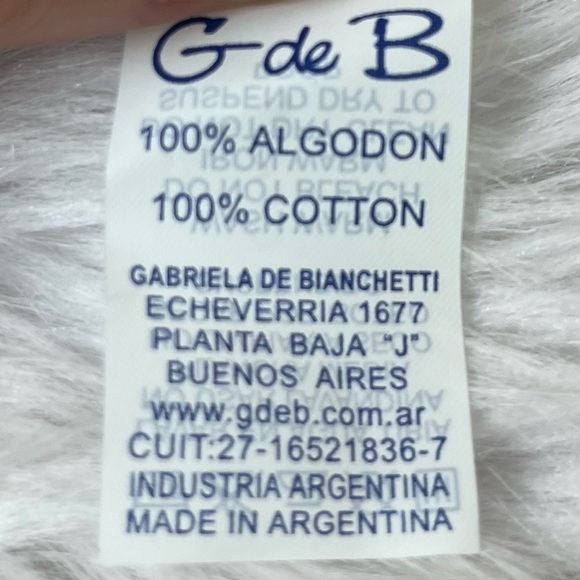 G de B
100% ALGODON
100% COTTON
GABRIELA DE BIANCHETTI
ECHEVERRIA 1677
PLANTA BAJA "J"
BUENOS AIRES
www.gdeb.com.ar
CUIT:27-16521836-7
INDUSTRIA ARGENTINA
MADE IN ARGENTINA